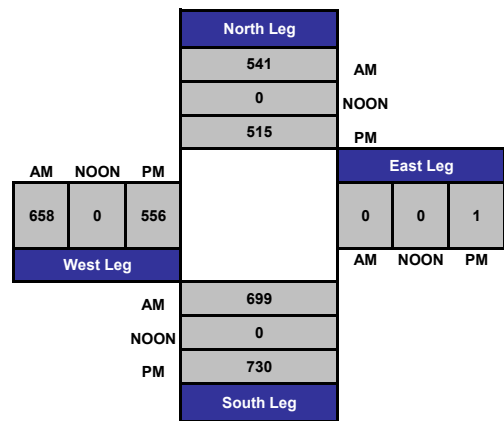 North Leg
541 AM
0 NOON
515 PM
AM NOON PM East Leg
658 0 556 0 0 1
West Leg AM NOON PM
AM 699
NOON 0
PM 730
South Leg